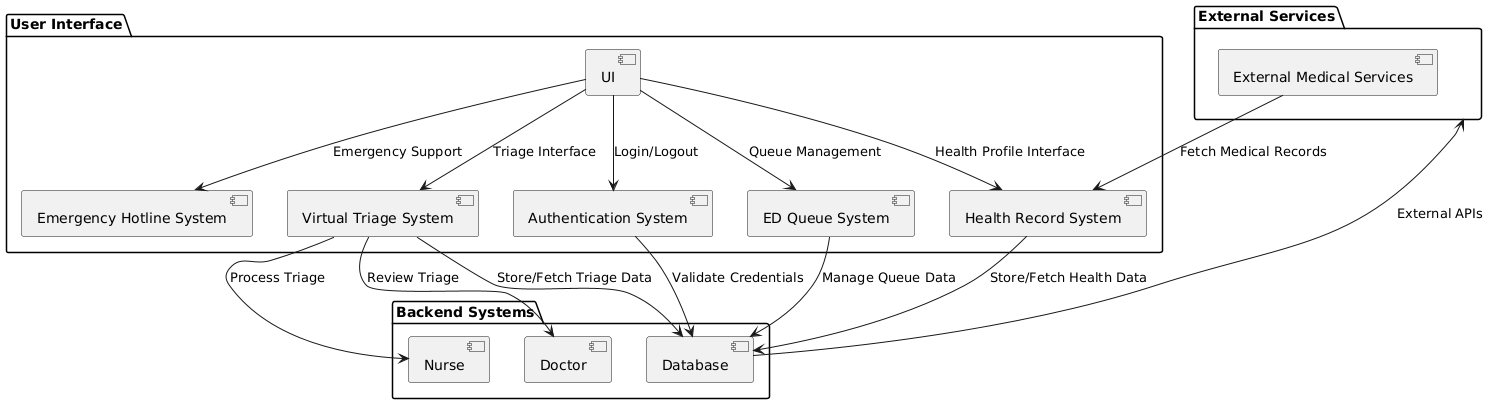 User Interface
External Services
UI
External Medical Services
Emergency Support
Triage Interface
Login/Logout
Queue Management
Health Profile Interface
Fetch Medical Records
Emergency Hotline System
Virtual Triage System
Authentication System
ED Queue System
Health Record System
External APIs
Process Triage
Review Triage
Store/Fetch Triage Data
Validate Credentials
Manage Queue Data
Store/Fetch Health Data
Backend Systems
Nurse
Doctor
Database